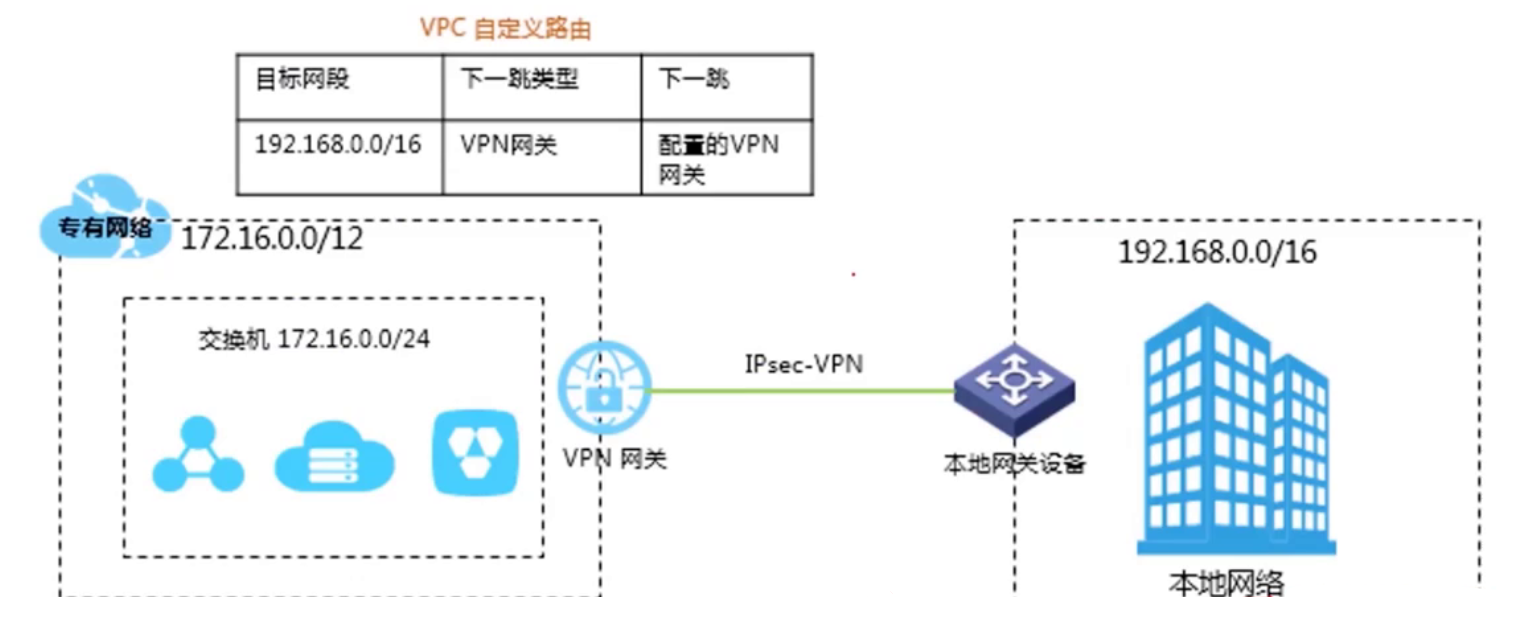 VPC 自定义路由
目标网段 下一跳类型 下一跳
192.168.0.0/16 VPN网关 配置的VPN
网关
专有网络 172.16.0.0/12
192.168.0.0/16
交换机 172.16.0.0/24
IPsec-VPN
VPN 网关
本地网关设备
本地网络